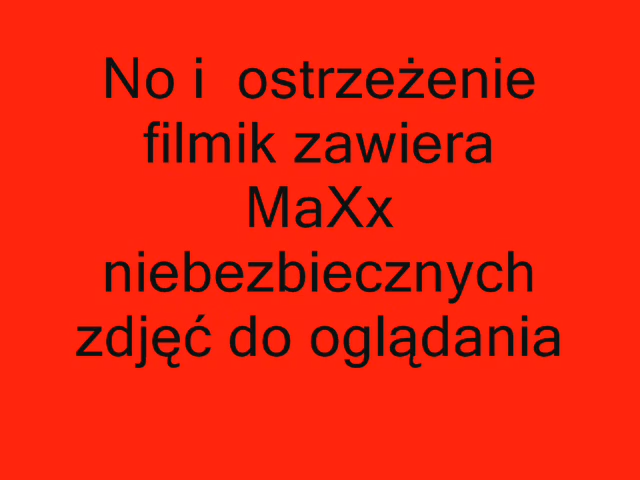 No i  ostrzeżenie
filmik zawiera
MaXx
niebezbiecznych
zdjęć do oglądania